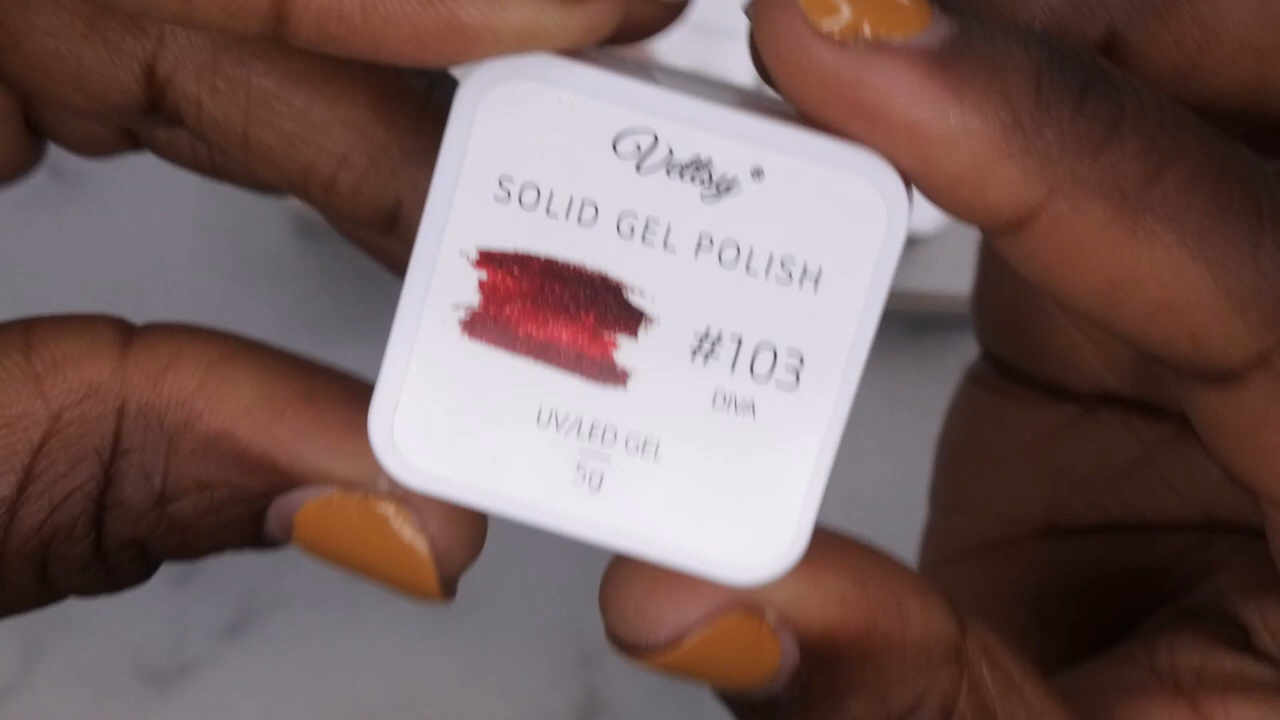 Vettsy®
SOLID GEL POLISH
#103
DIVA
UV/LED GEL
5g